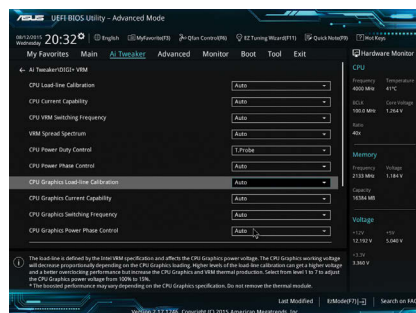 ASUS UEFI BIOS Utility – Advanced Mode
08/12/2015 Wednesday 20:32 English MyFavorite(F3) Qfan Control(F6) EZ Tuning Wizard(F11) Quick Note(F9) Hot Keys
My Favorites Main Ai Tweaker Advanced Monitor Boot Tool Exit
Hardware Monitor
← Ai Tweaker\DIGI+ VRM
CPU Load-line Calibration Auto
CPU Current Capability Auto
CPU VRM Switching Frequency Auto
VRM Spread Spectrum Auto
CPU Power Duty Control T.Probe
CPU Power Phase Control Auto
CPU Graphics Load-line Calibration Auto
CPU Graphics Current Capability Auto
CPU Graphics Switching Frequency Auto
CPU Graphics Power Phase Control Auto
CPU
Frequency Temperature
4000 MHz 41°C
BCLK Core Voltage
100.0 MHz 1.264 V
Ratio
40x
Memory
Frequency Voltage
2133 MHz 1.184 V
Capacity
16384 MB
Voltage
+12V +5V
12.192 V 5.040 V
+3.3V
3.360 V
The load-line is defined by the Intel VRM specification and affects the CPU Graphics power voltage. The CPU Graphics working voltage
will decrease proportionally depending on the CPU Graphics loading. Higher levels of the load-line calibration can get a higher voltage
and a better overclocking performance but increase the CPU Graphics and VRM thermal production. Select from level 1 to 7 to adjust
the CPU Graphics power voltage from 100% to 15%.
* The boosted performance may vary depending on the CPU Graphics specification. Do not remove the thermal module.
Last Modified EzMode(F7) Search on FAQ
Version 2.17.1246. Copyright (C) 2015 American Megatrends, Inc.